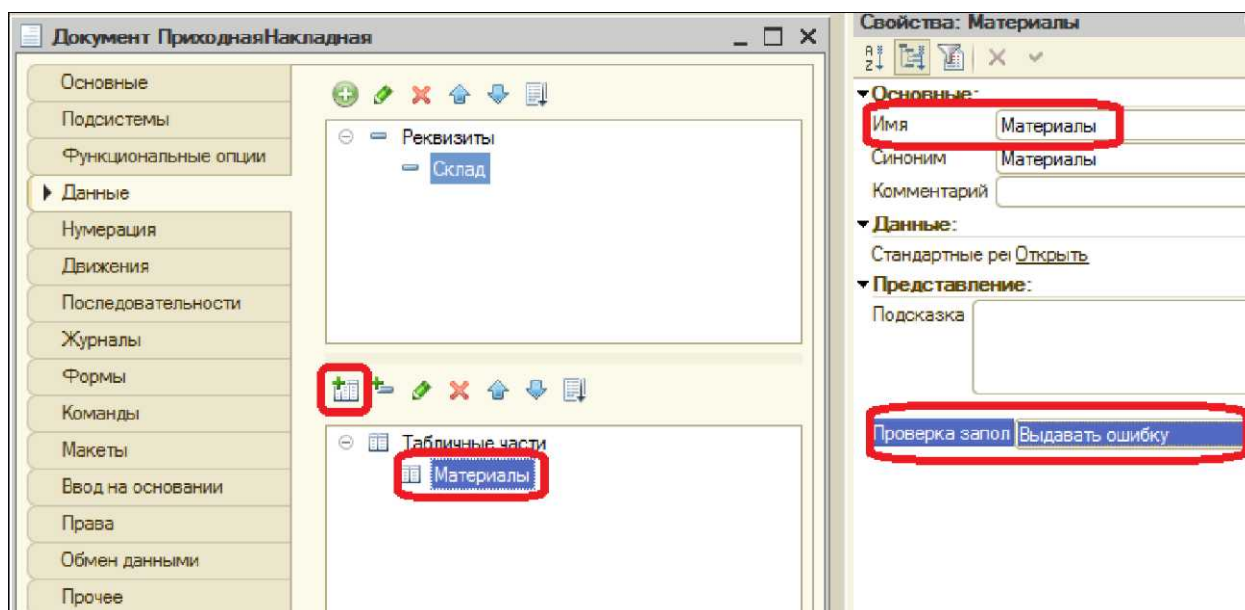 Документ ПриходнаяНакладная
Основные
Подсистемы
Функциональные опции
Данные
Нумерация
Движения
Последовательности
Журналы
Формы
Команды
Макеты
Ввод на основании
Права
Обмен данными
Прочее
Реквизиты
Склад
Табличные части
Материалы
Свойства: Материалы
Основные:
Имя Материалы
Синоним Материалы
Комментарий
Данные:
Стандартные рек Открыть
Представление:
Подсказка
Проверка запол Выдавать ошибку